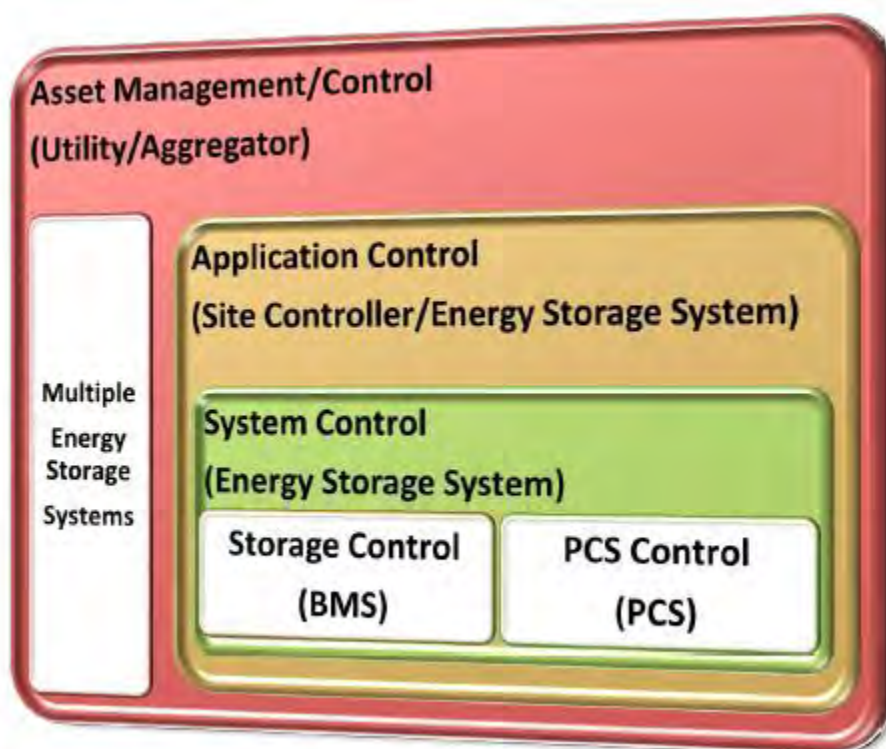 Asset Management/Control
(Utility/Aggregator)
Multiple
Energy
Storage
Systems
Application Control
(Site Controller/Energy Storage System)
System Control
(Energy Storage System)
Storage Control
(BMS)
PCS Control
(PCS)